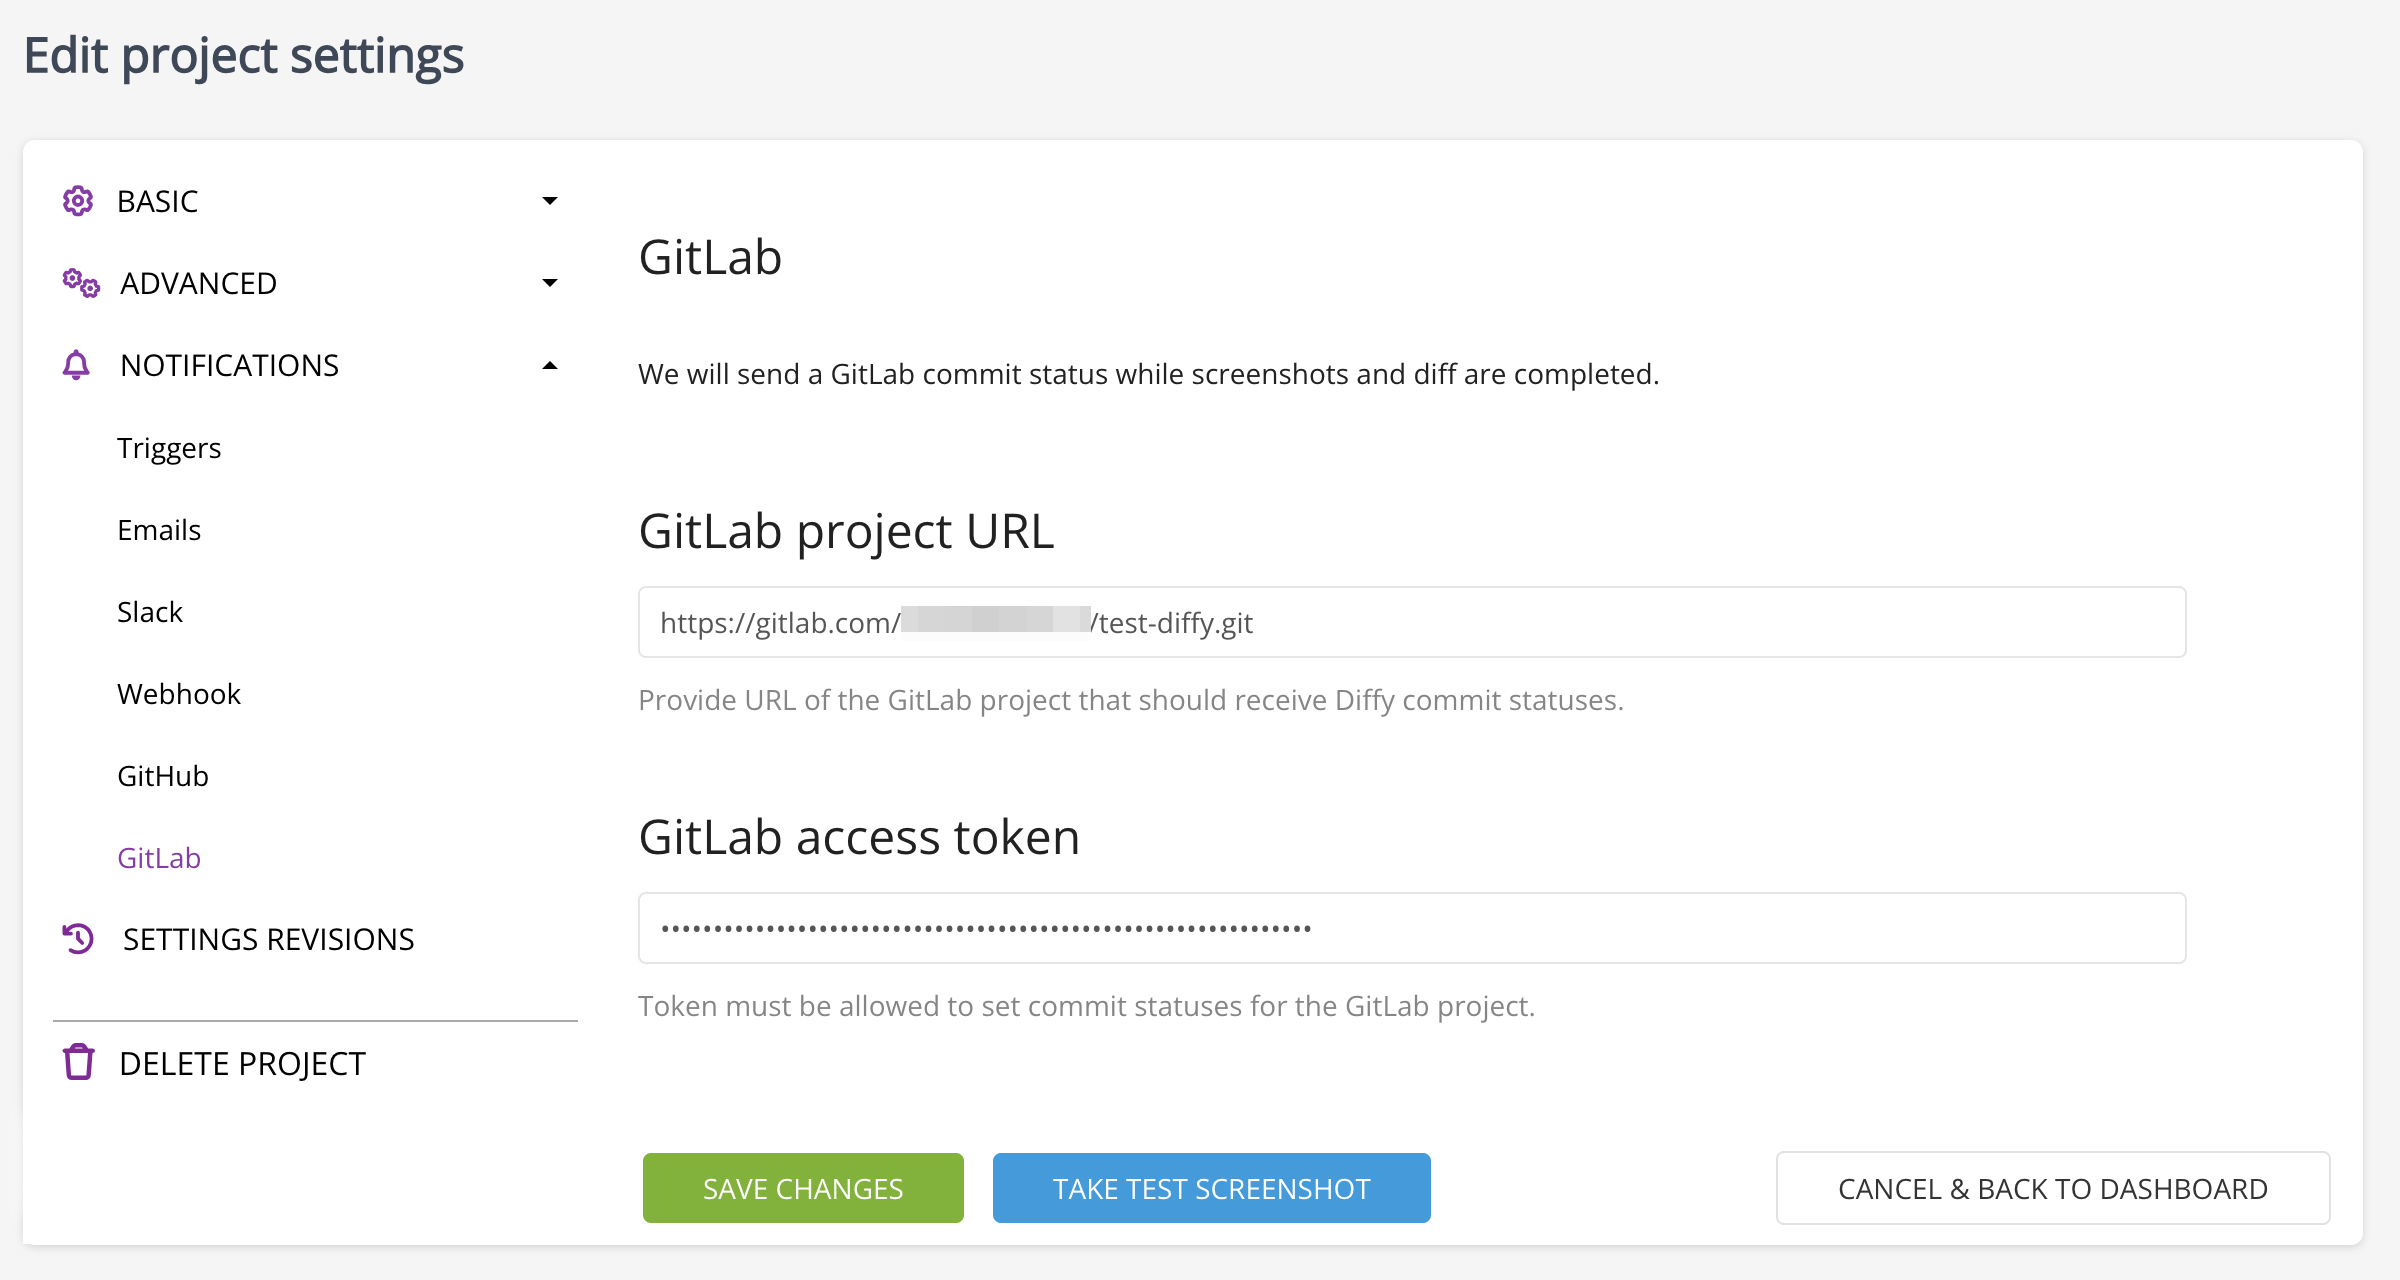 Edit project settings
BASIC
ADVANCED
NOTIFICATIONS
Triggers
Emails
Slack
Webhook
GitHub
GitLab
SETTINGS REVISIONS
DELETE PROJECT
GitLab
We will send a GitLab commit status while screenshots and diff are completed.
GitLab project URL
https://gitlab.com/ /test-diffy.git
Provide URL of the GitLab project that should receive Diffy commit statuses.
GitLab access token
Token must be allowed to set commit statuses for the GitLab project.
SAVE CHANGES
TAKE TEST SCREENSHOT
CANCEL & BACK TO DASHBOARD